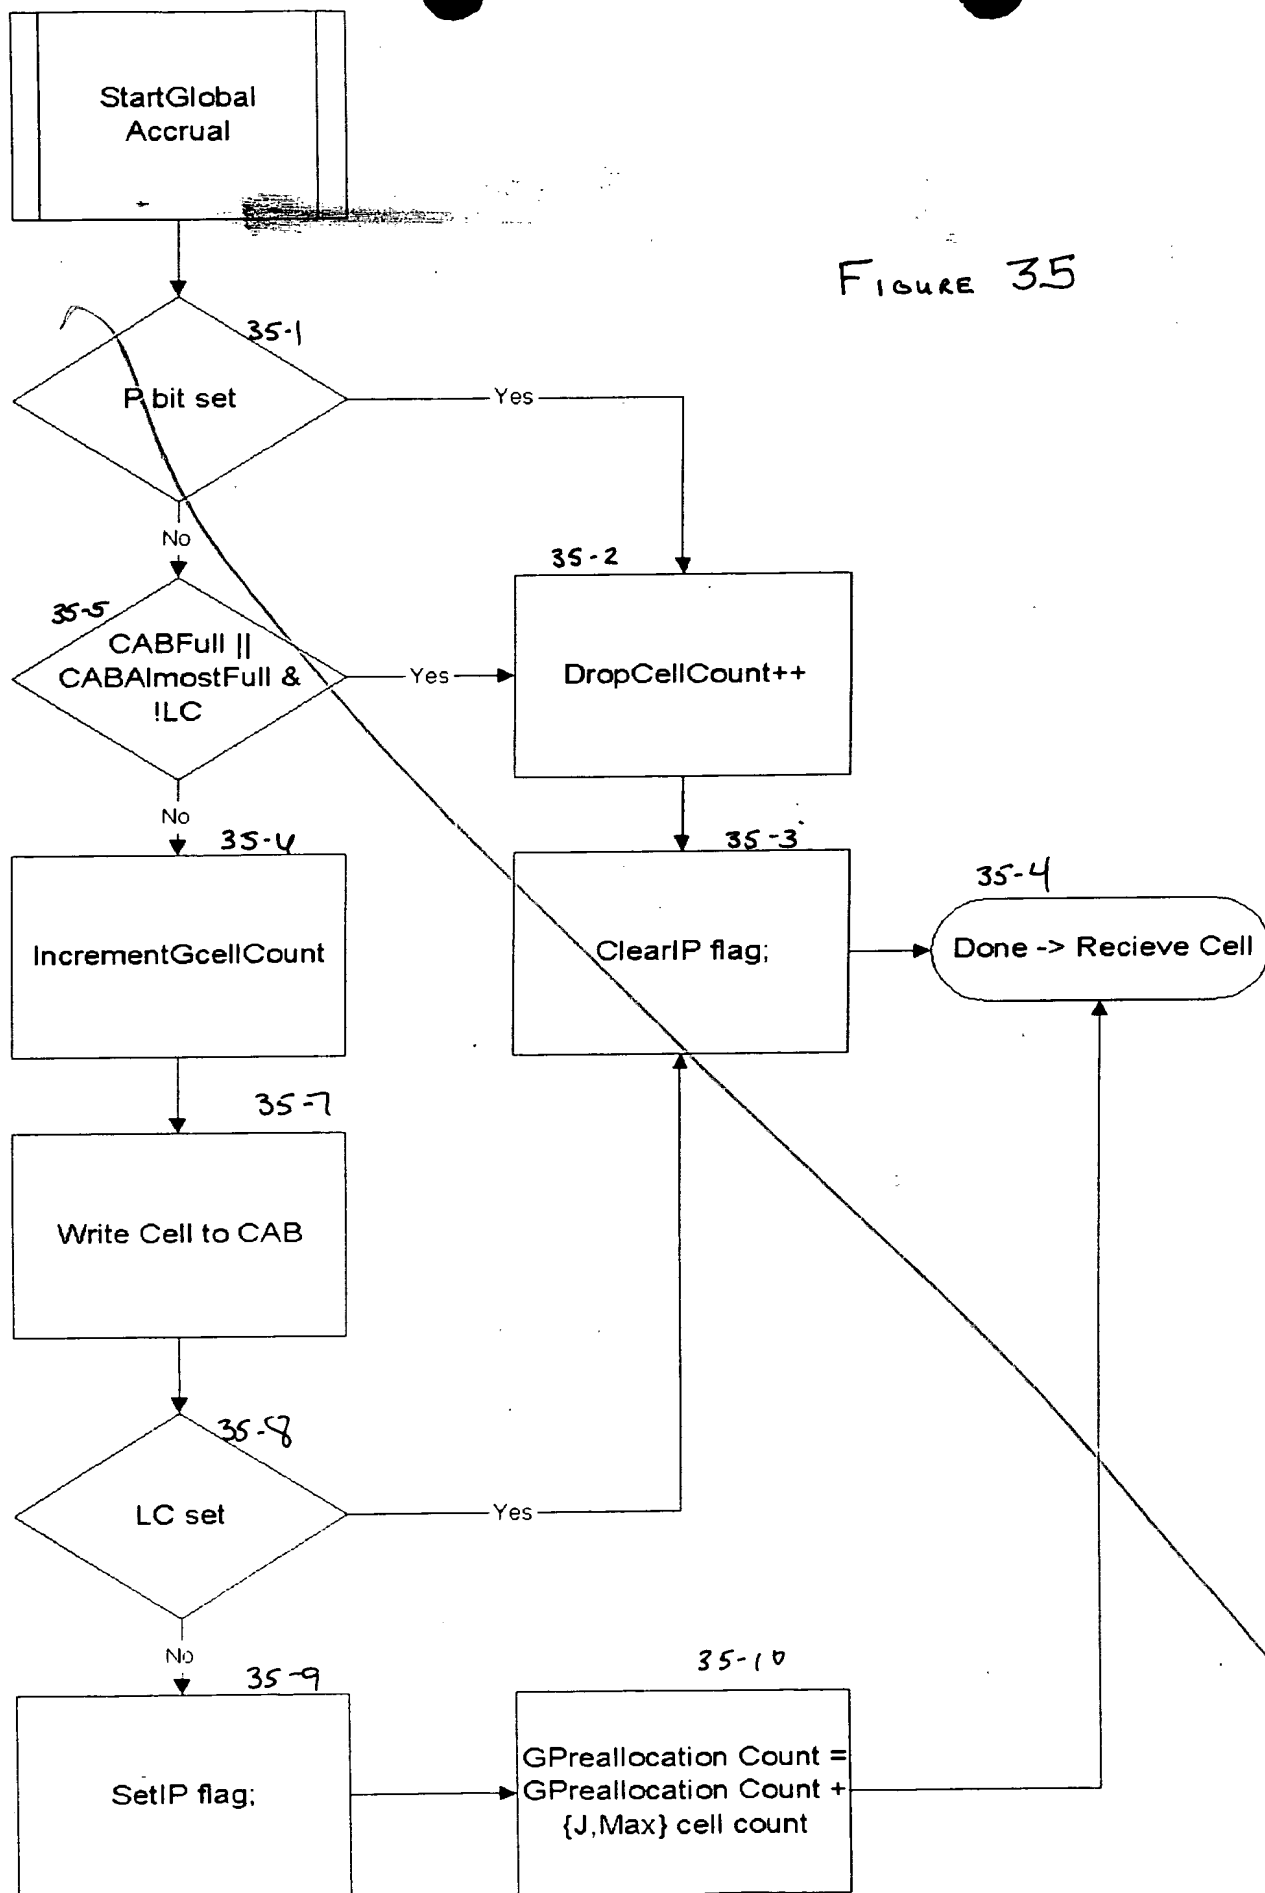 StartGlobal
Accrual
FIGURE 35
35-1
P bit set
Yes
No
35-2
35-5
CABFull ||
CABAlmostFull &
!LC
Yes
DropCellCount++
No
35-4
35-3
35-4
IncrementGcellCount
ClearIP flag;
Done -> Recieve Cell
35-7
Write Cell to CAB
35-8
LC set
Yes
No
35-9
35-10
SetIP flag;
GPreallocation Count =
GPreallocation Count +
{J,Max} cell count